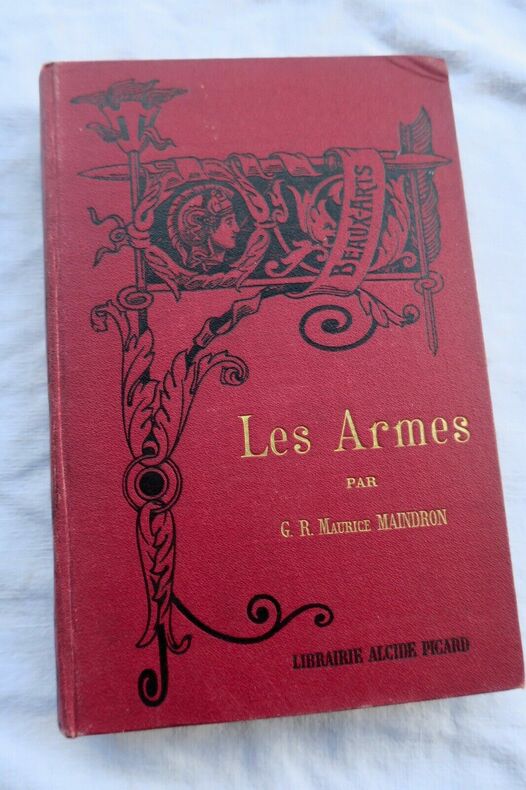 BEAUX-ARTS
Les Armes
PAR
G. R. MAURICE MAINDRON
LIBRAIRIE ALCIDE PICARD